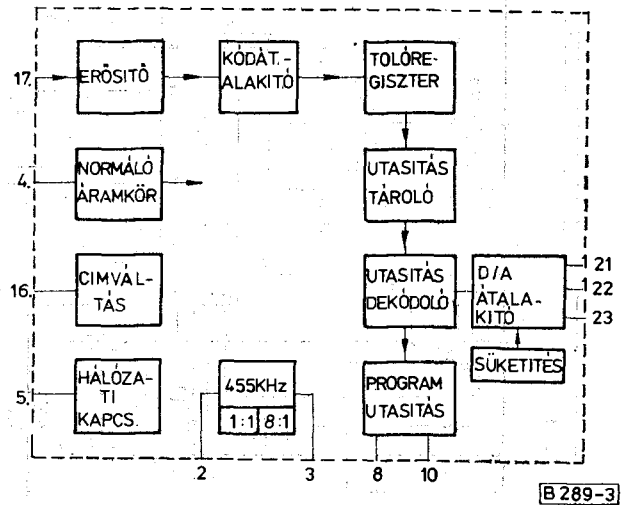 17.
ERŐSITŐ
KÓDÁT.-
ALAKITÓ
TOLÓRE-
GISZTER
4.
NORMÁLÓ
ÁRAMKÖR
UTASITÁS
TÁROLÓ
16.
CIMVÁL-
TÁS
UTASITÁS
DEKÓDOLÓ
D/A
ÁTALA-
KITÓ
21
22
23
SÜKETITÉS
5.
HÁLÓZA-
TI
KAPCS.
455KHz
1:1 8:1
PROGRAM
UTASITÁS
2
3
8
10
B 289-3